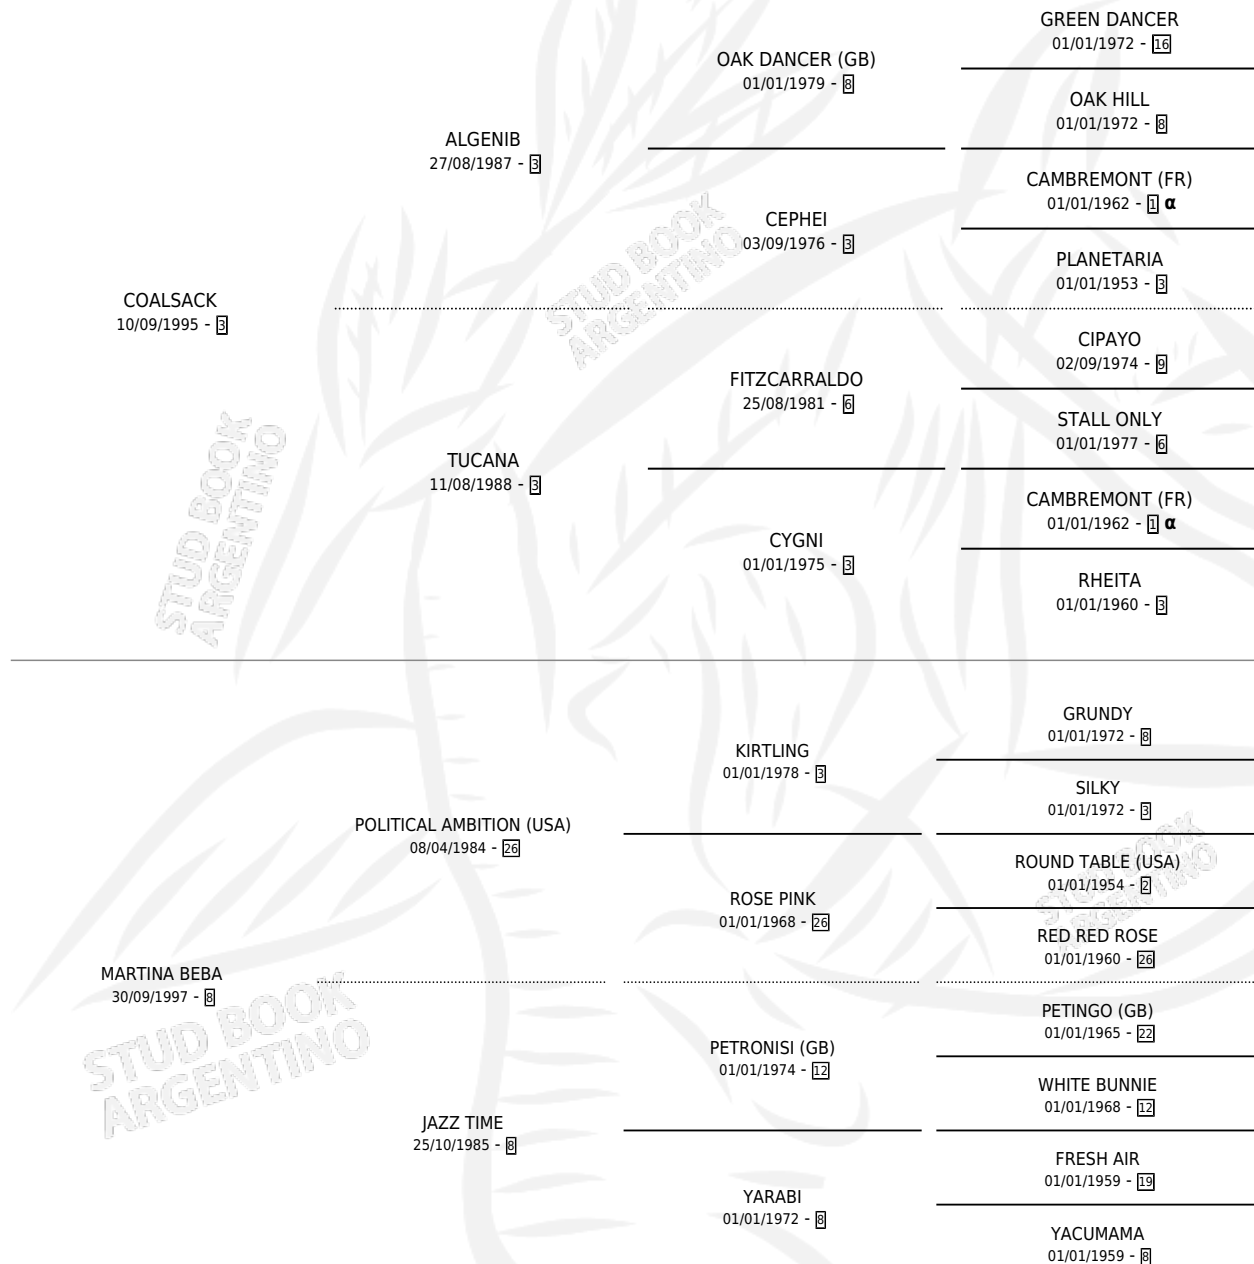 GREEN DANCER
01/01/1972 - 16
OAK DANCER (GB)
01/01/1979 - 8
OAK HILL
01/01/1972 - 8
ALGENIB
27/08/1987 - 3
CAMBREMONT (FR)
01/01/1962 - 1 α
CEPHEI
03/09/1976 - 3
PLANETARIA
01/01/1953 - 3
COALSACK
10/09/1995 - 3
CIPAYO
02/09/1974 - 9
FITZCARRALDO
25/08/1981 - 6
STALL ONLY
01/01/1977 - 6
TUCANA
11/08/1988 - 3
CAMBREMONT (FR)
01/01/1962 - 1 α
CYGNI
01/01/1975 - 3
RHEITA
01/01/1960 - 3
GRUNDY
01/01/1972 - 8
KIRTLING
01/01/1978 - 3
SILKY
01/01/1972 - 3
POLITICAL AMBITION (USA)
08/04/1984 - 26
ROUND TABLE (USA)
01/01/1954 - 2
ROSE PINK
01/01/1968 - 26
RED RED ROSE
01/01/1960 - 26
MARTINA BEBA
30/09/1997 - 8
PETINGO (GB)
01/01/1965 - 22
PETRONISI (GB)
01/01/1974 - 12
WHITE BUNNIE
01/01/1968 - 12
JAZZ TIME
25/10/1985 - 8
FRESH AIR
01/01/1959 - 19
YARABI
01/01/1972 - 8
YACUMAMA
01/01/1959 - 8
STUD BOOK
ARGENTINO
STUD BOOK
ARGENTINO
STUD BOOK
ARGENTINO
STUD BOOK
ARGENTINO